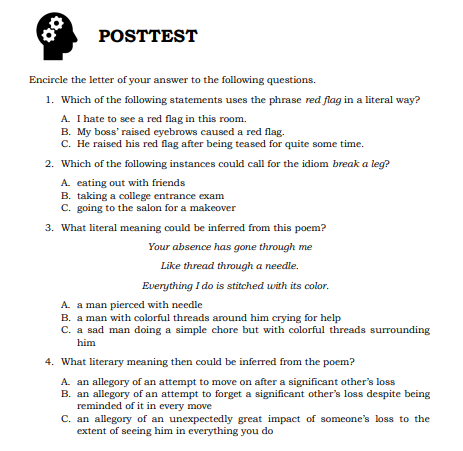 POSTTEST
Encircle the letter of your answer to the following questions.
1. Which of the following statements uses the phrase red flag in a literal way?
A. I hate to see a red flag in this room.
B. My boss' raised eyebrows caused a red flag.
C. He raised his red flag after being teased for quite some time.
2. Which of the following instances could call for the idiom break a leg?
A. eating out with friends
B. taking a college entrance exam
C. going to the salon for a makeover
3. What literal meaning could be inferred from this poem?
Your absence has gone through me
Like thread through a needle.
Everything I do is stitched with its color.
A. a man pierced with needle
B. a man with colorful threads around him crying for help
C. a sad man doing a simple chore but with colorful threads surrounding
him
4. What literary meaning then could be inferred from the poem?
A. an allegory of an attempt to move on after a significant other's loss
B. an allegory of an attempt to forget a significant other's loss despite being
reminded of it in every move
C. an allegory of an unexpectedly great impact of someone's loss to the
extent of seeing him in everything you do